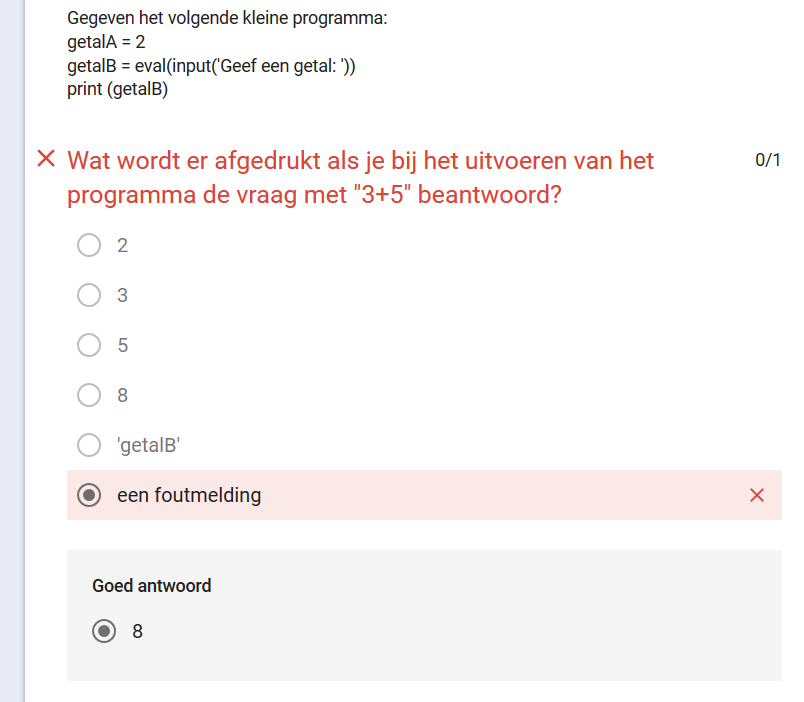 Gegeven het volgende kleine programma:
getalA = 2
getalB = eval(input('Geef een getal: '))
print (getalB)
Wat wordt er afgedrukt als je bij het uitvoeren van het
0/1
programma de vraag met "3+5" beantwoord?
2
3
5
8
'getalB'
een foutmelding
Goed antwoord
8